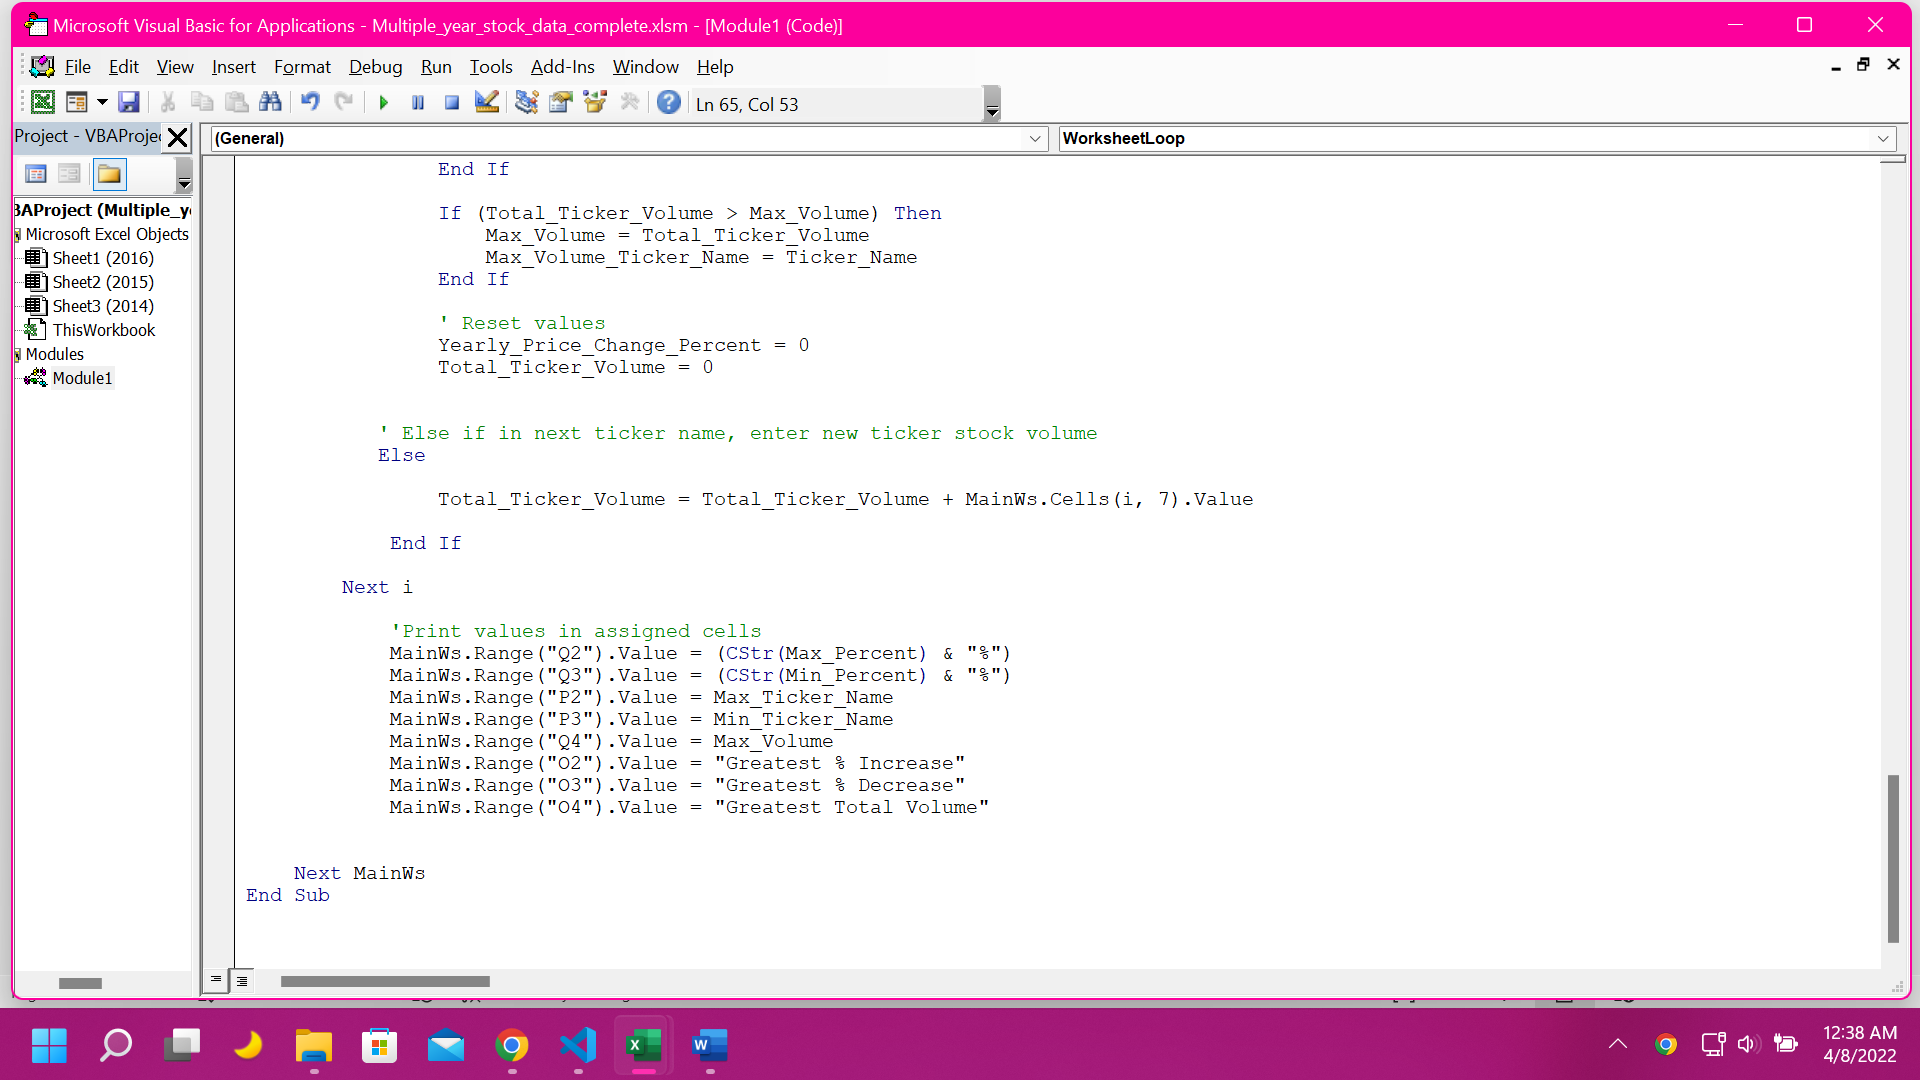 Microsoft Visual Basic for Applications - Multiple_year_stock_data_complete.xlsm - [Module1 (Code)]
File Edit View Insert Format Debug Run Tools Add-Ins Window Help
Ln 65, Col 53
Project - VBAProje
(General) WorksheetLoop
BAProject (Multiple_y
Microsoft Excel Objects
Sheet1 (2016)
Sheet2 (2015)
Sheet3 (2014)
ThisWorkbook
Modules
Module1
End If
If (Total_Ticker_Volume > Max_Volume) Then
Max_Volume = Total_Ticker_Volume
Max_Volume_Ticker_Name = Ticker_Name
End If
' Reset values
Yearly_Price_Change_Percent = 0
Total_Ticker_Volume = 0
' Else if in next ticker name, enter new ticker stock volume
Else
Total_Ticker_Volume = Total_Ticker_Volume + MainWs.Cells(i, 7).Value
End If
Next i
'Print values in assigned cells
MainWs.Range("Q2").Value = (CStr(Max_Percent) & "%")
MainWs.Range("Q3").Value = (CStr(Min_Percent) & "%")
MainWs.Range("P2").Value = Max_Ticker_Name
MainWs.Range("P3").Value = Min_Ticker_Name
MainWs.Range("Q4").Value = Max_Volume
MainWs.Range("O2").Value = "Greatest % Increase"
MainWs.Range("O3").Value = "Greatest % Decrease"
MainWs.Range("O4").Value = "Greatest Total Volume"
Next MainWs
End Sub
12:38 AM
4/8/2022